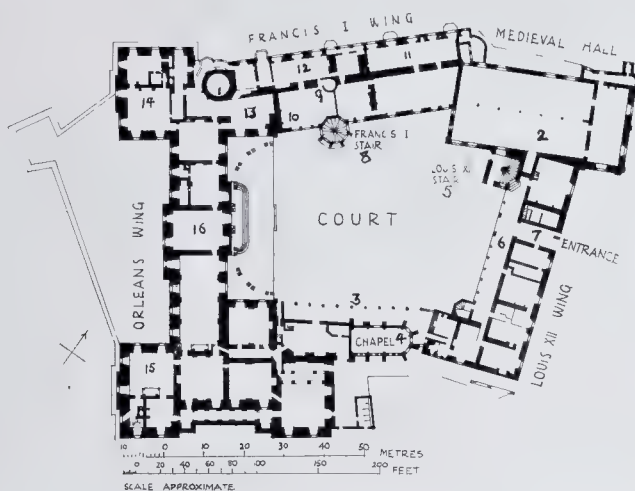 FRANCIS I WING
MEDIEVAL HALL
12
11
1
14
9
13
10
2
FRANCIS I
STAIR
8
LOUIS XI
STAIR
5
ORLEANS WING
16
COURT
7
6
ENTRANCE
3
CHAPEL 4
LOUIS XII WING
15
10 0 10 20 30 40 50
METRES
0 20 40 60 80 100 150 200
FEET
SCALE APPROXIMATE